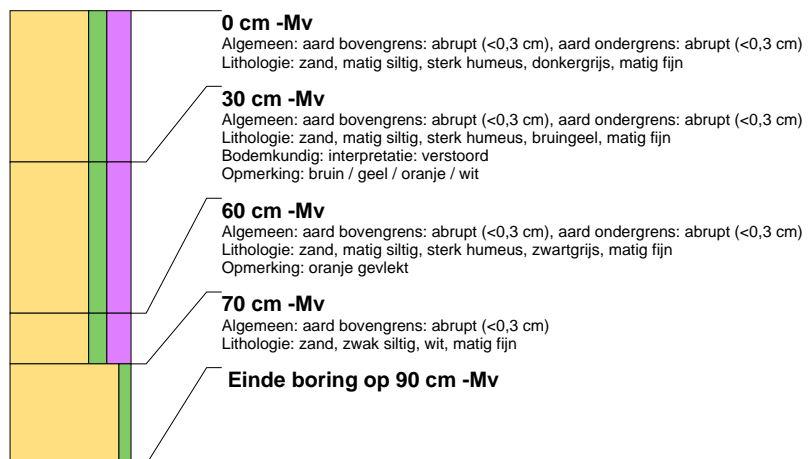 0 cm -Mv
Algemeen: aard bovengrens: abrupt (<0,3 cm), aard ondergrens: abrupt (<0,3 cm)
Lithologie: zand, matig siltig, sterk humeus, donkergrijs, matig fijn
30 cm -Mv
Algemeen: aard bovengrens: abrupt (<0,3 cm), aard ondergrens: abrupt (<0,3 cm)
Lithologie: zand, matig siltig, sterk humeus, bruingeel, matig fijn
Bodemkundig: interpretatie: verstoord
Opmerking: bruin / geel / oranje / wit
60 cm -Mv
Algemeen: aard bovengrens: abrupt (<0,3 cm), aard ondergrens: abrupt (<0,3 cm)
Lithologie: zand, matig siltig, sterk humeus, zwartgrijs, matig fijn
Opmerking: oranje gevlekt
70 cm -Mv
Algemeen: aard bovengrens: abrupt (<0,3 cm)
Lithologie: zand, zwak siltig, wit, matig fijn
Einde boring op 90 cm -Mv